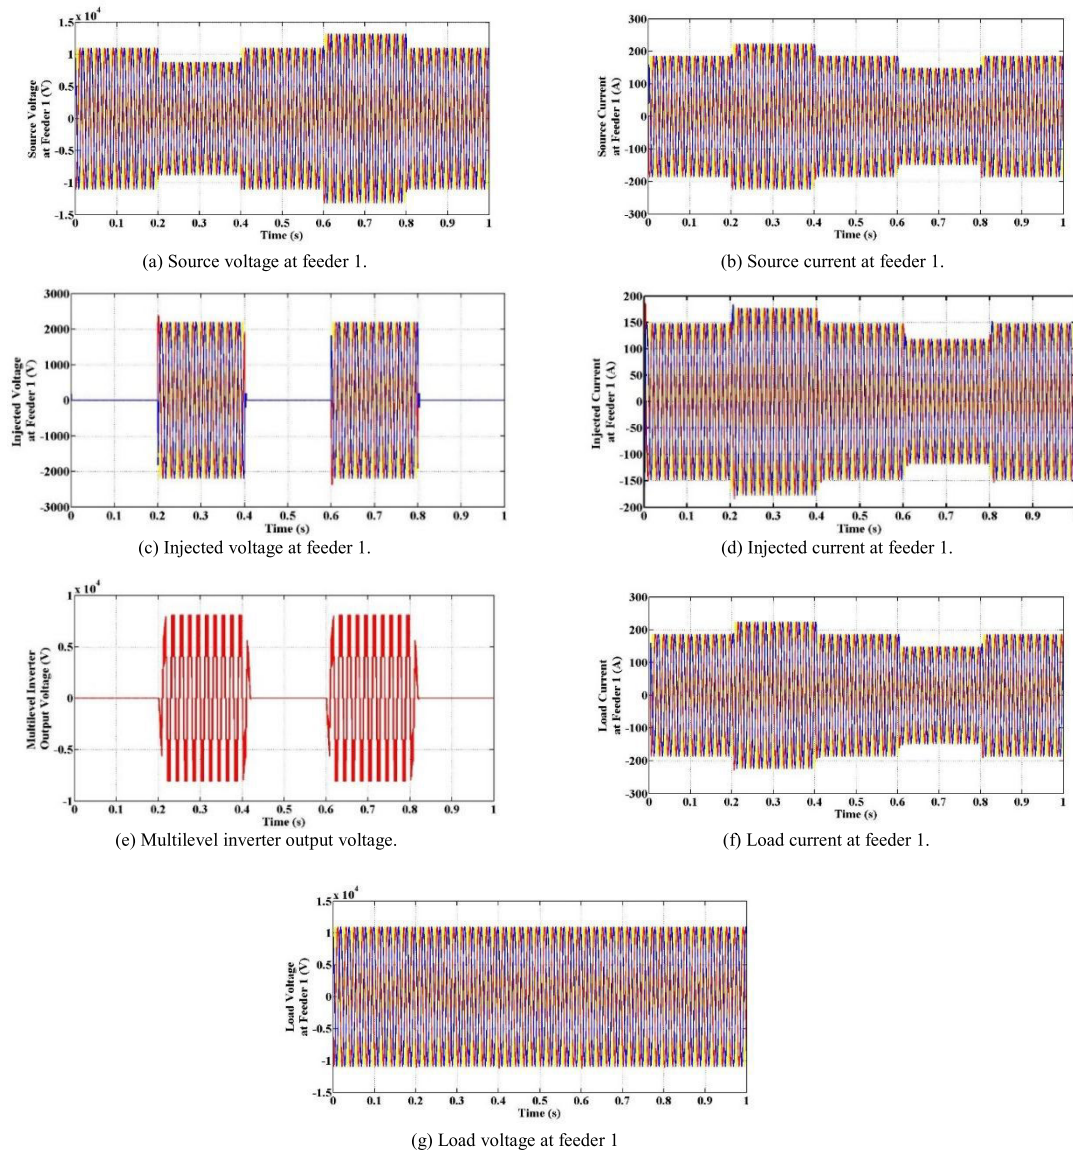 x 10⁴
1.5
1
0.5
0
-0.5
-1
-1.5
Source Voltage
at Feeder 1 (V)
0 0.1 0.2 0.3 0.4 0.5 0.6 0.7 0.8 0.9 1
Time (s)
(a) Source voltage at feeder 1.
300
200
100
0
-100
-200
-300
Source Current
at Feeder 1 (A)
0 0.1 0.2 0.3 0.4 0.5 0.6 0.7 0.8 0.9 1
Time (s)
(b) Source current at feeder 1.
3000
2000
1000
0
-1000
-2000
-3000
Injected Voltage
at Feeder 1 (V)
0 0.1 0.2 0.3 0.4 0.5 0.6 0.7 0.8 0.9 1
Time (s)
(c) Injected voltage at feeder 1.
200
150
100
50
0
-50
-100
-150
-200
Injected Current
at Feeder 1 (A)
0 0.1 0.2 0.3 0.4 0.5 0.6 0.7 0.8 0.9
Time (s)
(d) Injected current at feeder 1.
x 10⁴
1
0.5
0
-0.5
-1
Multilevel Inverter
Output Voltage (V)
0 0.1 0.2 0.3 0.4 0.5 0.6 0.7 0.8 0.9 1
Time (s)
(e) Multilevel inverter output voltage.
300
200
100
0
-100
-200
-300
Load Current
at Feeder 1 (A)
0 0.1 0.2 0.3 0.4 0.5 0.6 0.7 0.8 0.9 1
Time (s)
(f) Load current at feeder 1.
x 10⁴
1.5
1
0.5
0
-0.5
-1
-1.5
Load Voltage
at Feeder 1 (V)
0 0.1 0.2 0.3 0.4 0.5 0.6 0.7 0.8 0.9 1
Time (s)
(g) Load voltage at feeder 1